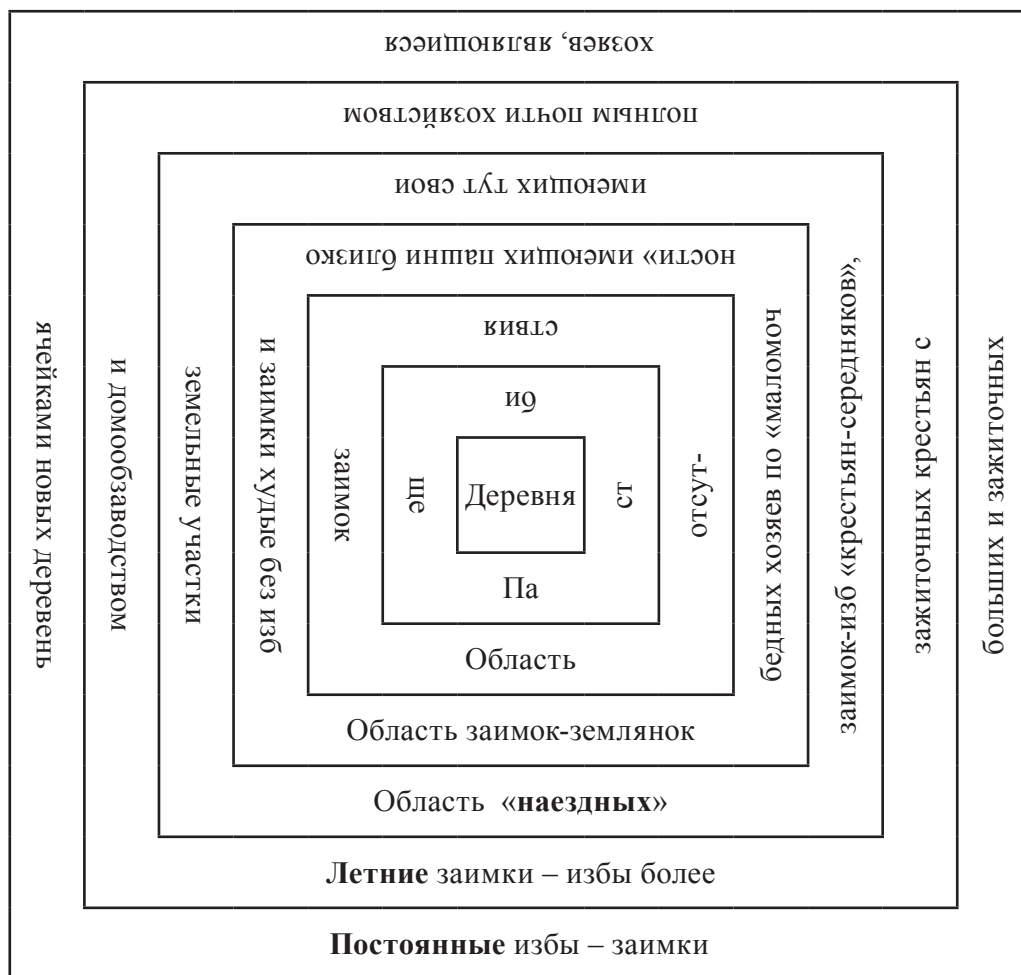 Деревня
Па
ст
би
ще
Область
отсут-
ствия
заимок
Область заимок-землянок
бедных хозяев по «маломоч
ности» имеющих пашни близко
и заимки худые без изб
Область «наездных»
заимок-изб «крестьян-середняков»,
имеющих тут свои
земельные участки
Летние заимки – избы более
зажиточных крестьян с
полным почти хозяйством
и домообзаводством
Постоянные избы – заимки
больших и зажиточных
хозяев, являющиеся
ячейками новых деревень